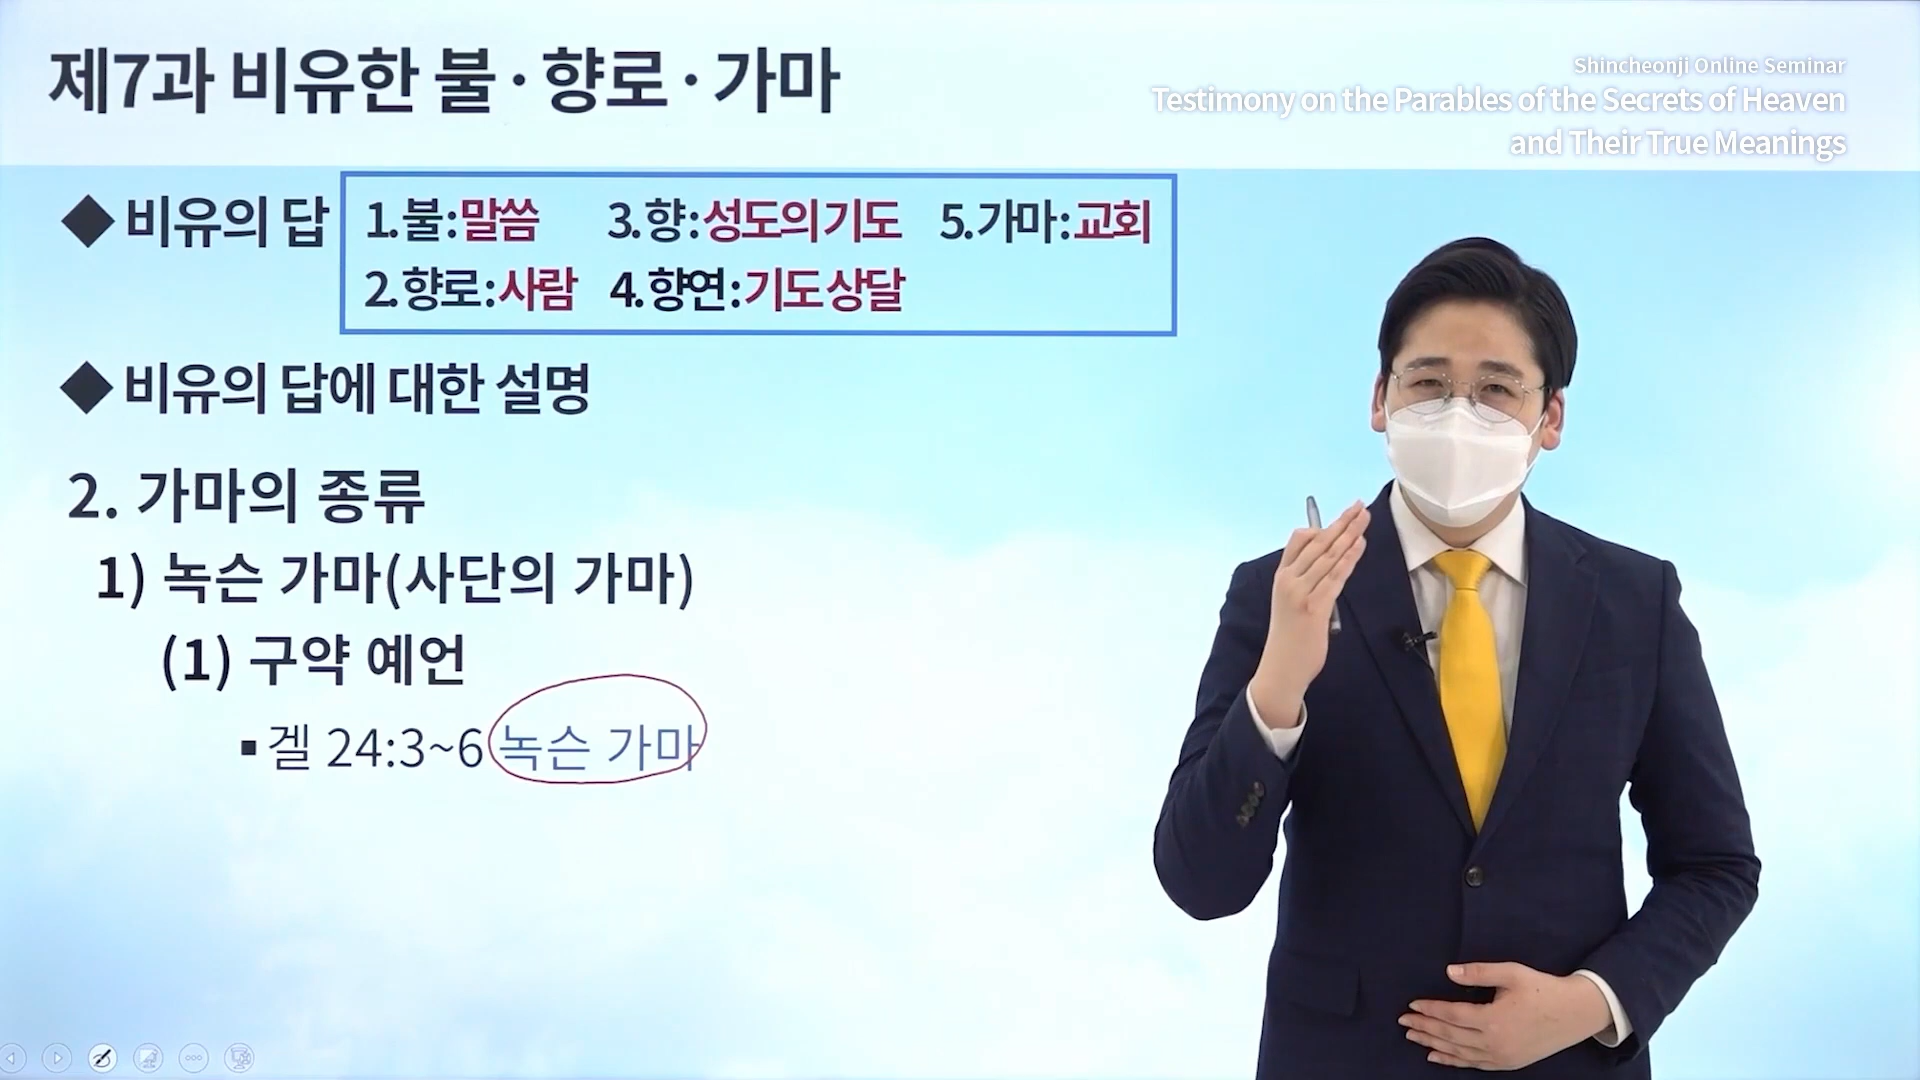 제7과 비유한 불·향로·가마
Shincheonji Online Seminar
Testimony on the Parables of the Secrets of Heaven
and Their True Meanings
◆ 비유의 답
1.불:말씀 3.향:성도의 기도 5.가마:교회
2.향로:사람 4.향연:기도 상달
◆ 비유의 답에 대한 설명
2. 가마의 종류
1) 녹슨 가마(사단의 가마)
(1) 구약 예언
▪ 겔 24:3~6 녹슨 가마